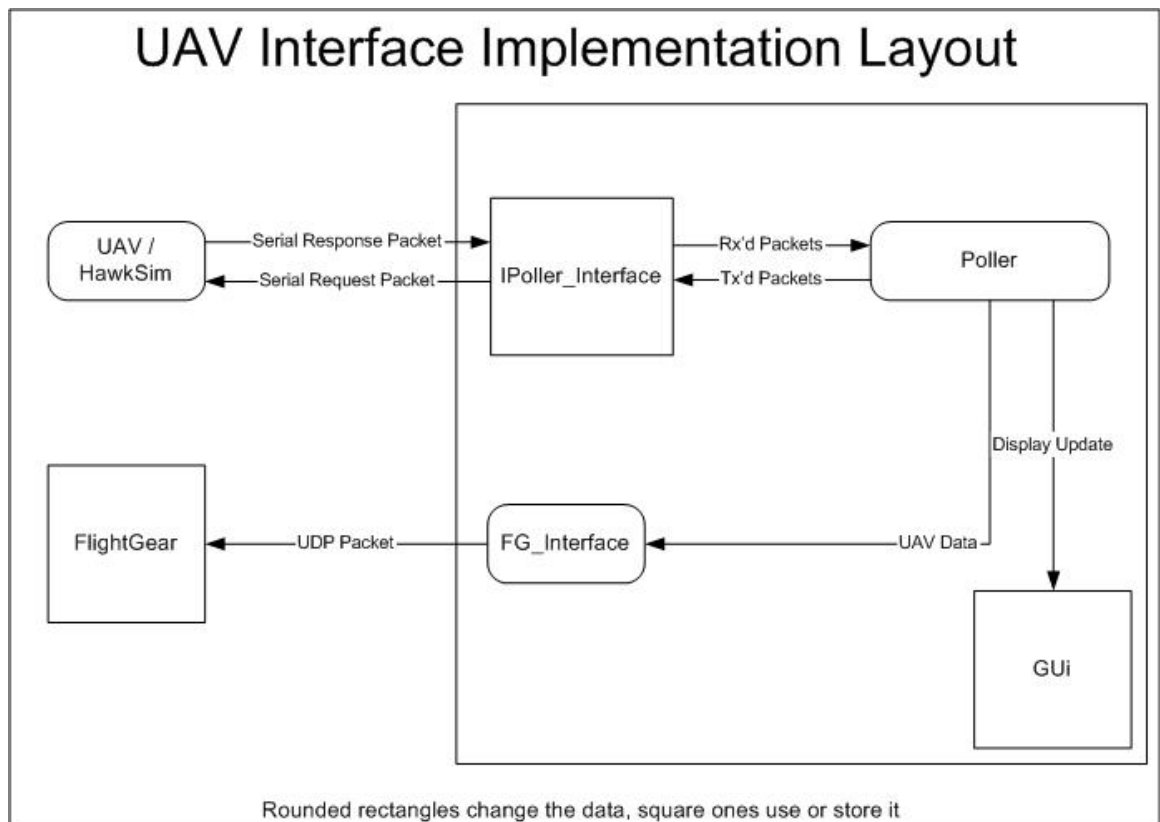 UAV Interface Implementation Layout
UAV /
HawkSim
Serial Response Packet
Serial Request Packet
IPoller_Interface
Rx'd Packets
Tx'd Packets
Poller
Display Update
FlightGear
UDP Packet
FG_Interface
UAV Data
GUi
Rounded rectangles change the data, square ones use or store it